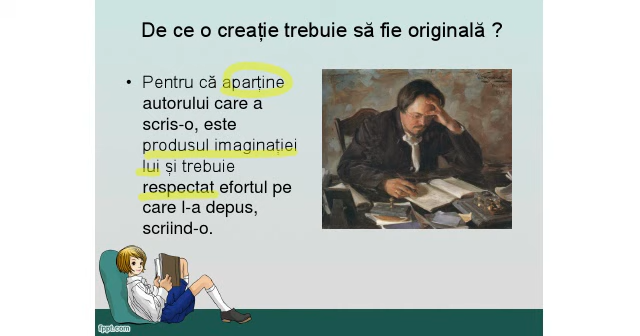 De ce o creație trebuie să fie originală ?
• Pentru că aparține
autorului care a
scris-o, este
produsul imaginației
lui și trebuie
respectat efortul pe
care l-a depus,
scriind-o.
fppt.com